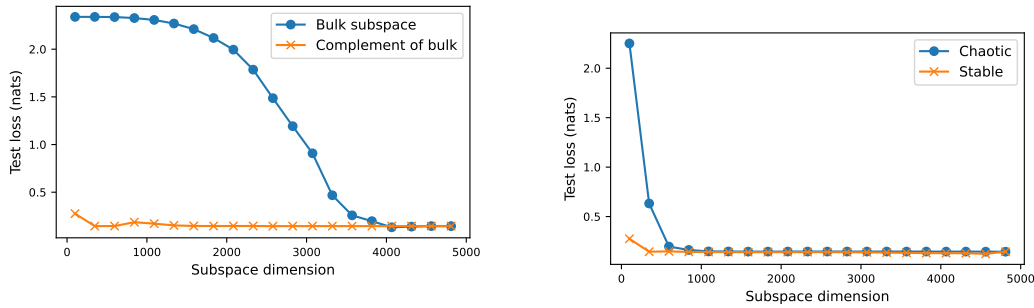 Test loss (nats)
2.0
1.5
1.0
0.5
0 1000 2000 3000 4000 5000
Subspace dimension
Bulk subspace
Complement of bulk
Test loss (nats)
2.0
1.5
1.0
0.5
0 1000 2000 3000 4000 5000
Subspace dimension
Chaotic
Stable